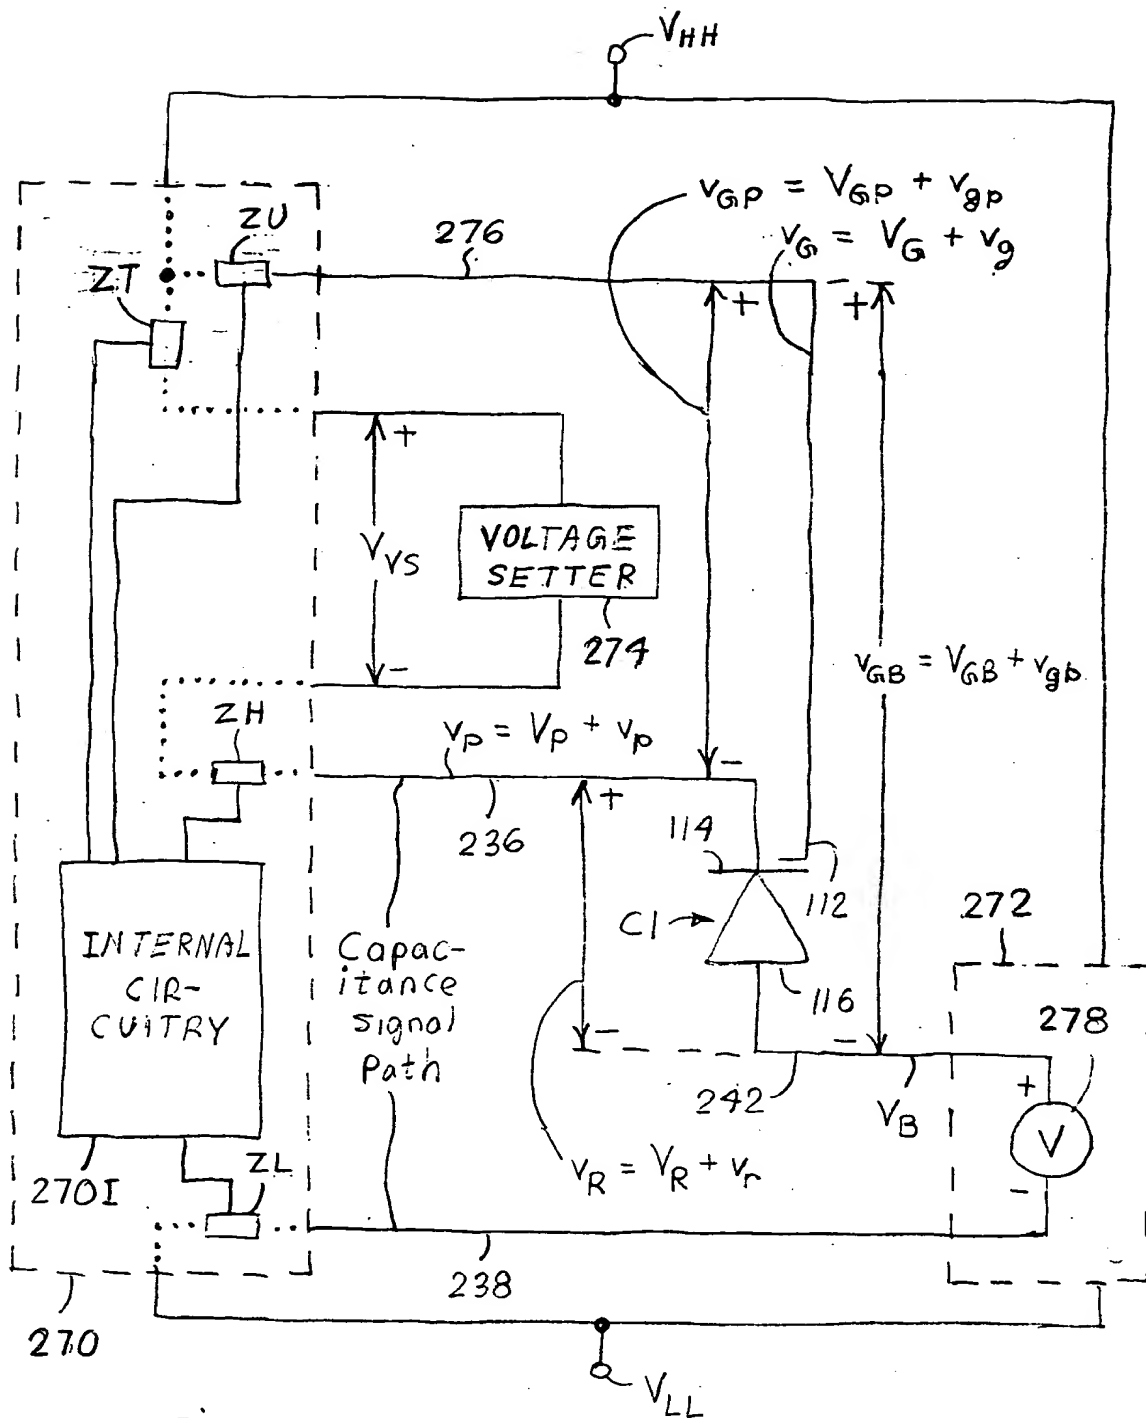 V_HH
v_GP = V_GP + v_gp
v_G = V_G + v_g
ZU
276
ZT
+
+
+
V_VS
-
VOLTAGE
SETTER
274
v_GB = V_GB + v_gb
ZH
v_P = V_P + v_p
-
+
236
114
112
C1
116
272
278
INTERNAL
CIR-
CUITRY
Capac-
itance
signal
Path
-
-
242
V_B
+
V
-
v_R = V_R + v_r
270I
ZL
238
270
V_LL